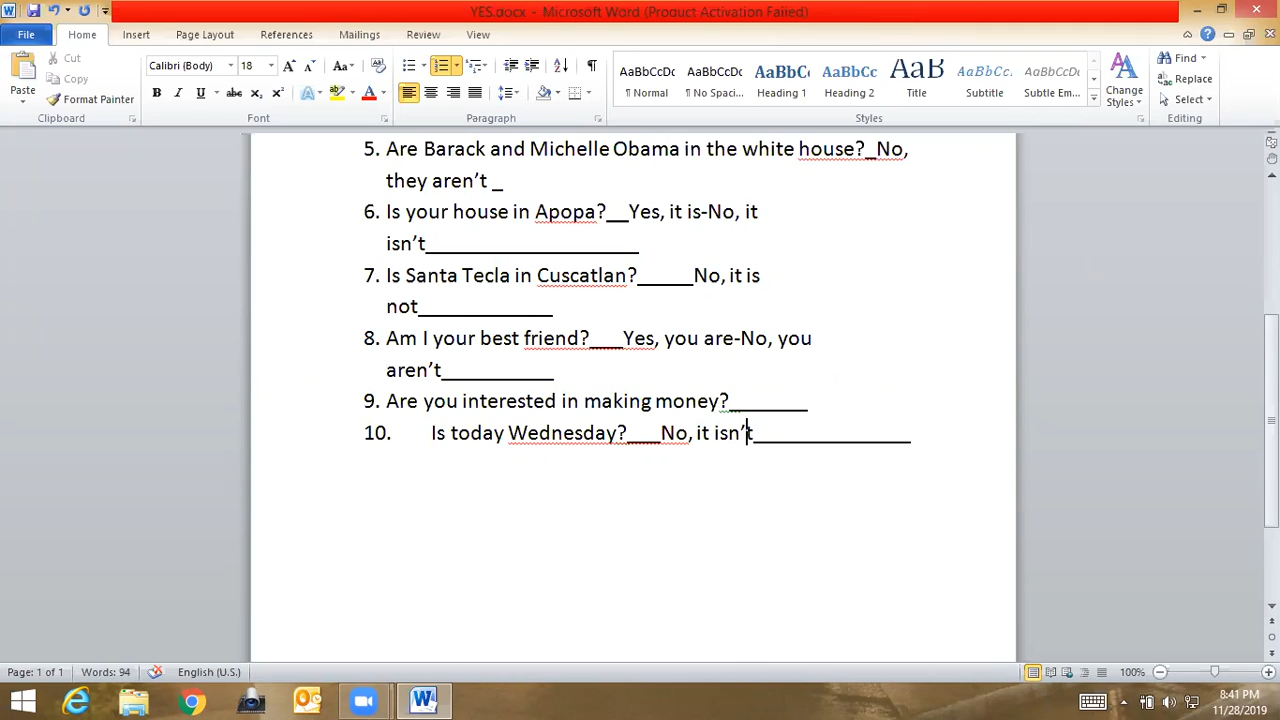 YES.docx - Microsoft Word (Product Activation Failed)
File Home Insert Page Layout References Mailings Review View
Paste
Cut
Copy
Format Painter
Clipboard
Calibri (Body) 18
Font
Paragraph
AaBbCcDc AaBbCcDc AaBbCc AaBbCc AaB AaBbCc AaBbCcDc
¶ Normal ¶ No Spaci... Heading 1 Heading 2 Title Subtitle Subtle Em...
Styles
Change Styles
Find
Replace
Select
Editing
5. Are Barack and Michelle Obama in the white house?_No,
they aren’t _
6. Is your house in Apopa?__Yes, it is-No, it
isn’t___________________
7. Is Santa Tecla in Cuscatlan?_____No, it is
not____________
8. Am I your best friend?___Yes, you are-No, you
aren’t__________
9. Are you interested in making money?_______
10. Is today Wednesday?___No, it isn’t______________
Page: 1 of 1 Words: 94 English (U.S.) 100%
8:41 PM
11/28/2019